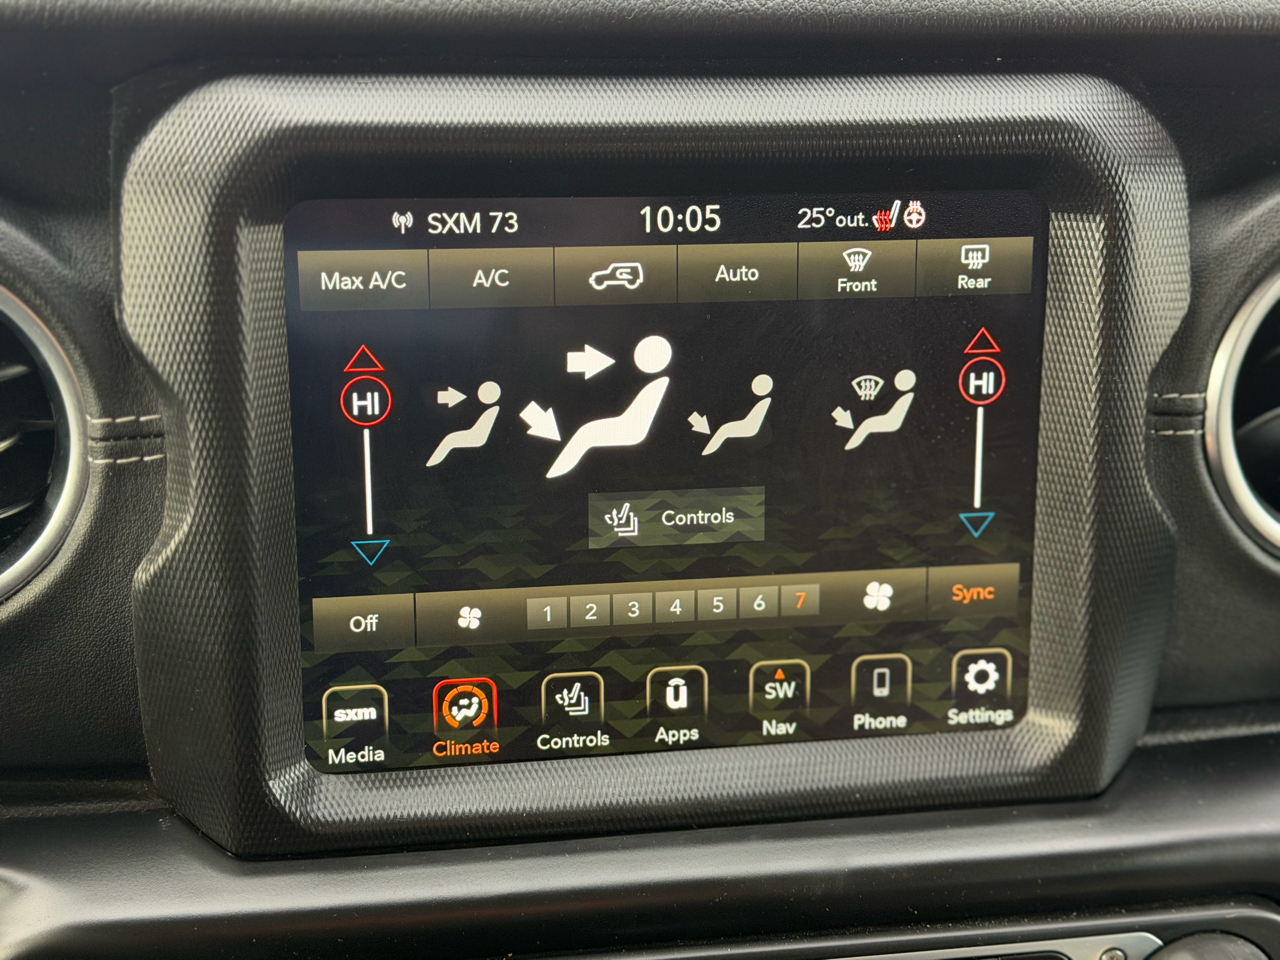 SXM 73 10:05 25°out.
Max A/C A/C Auto Front Rear
HI HI
Controls
Off 1 2 3 4 5 6 7 Sync
sxm SW
Media Climate Controls Apps Nav Phone Settings